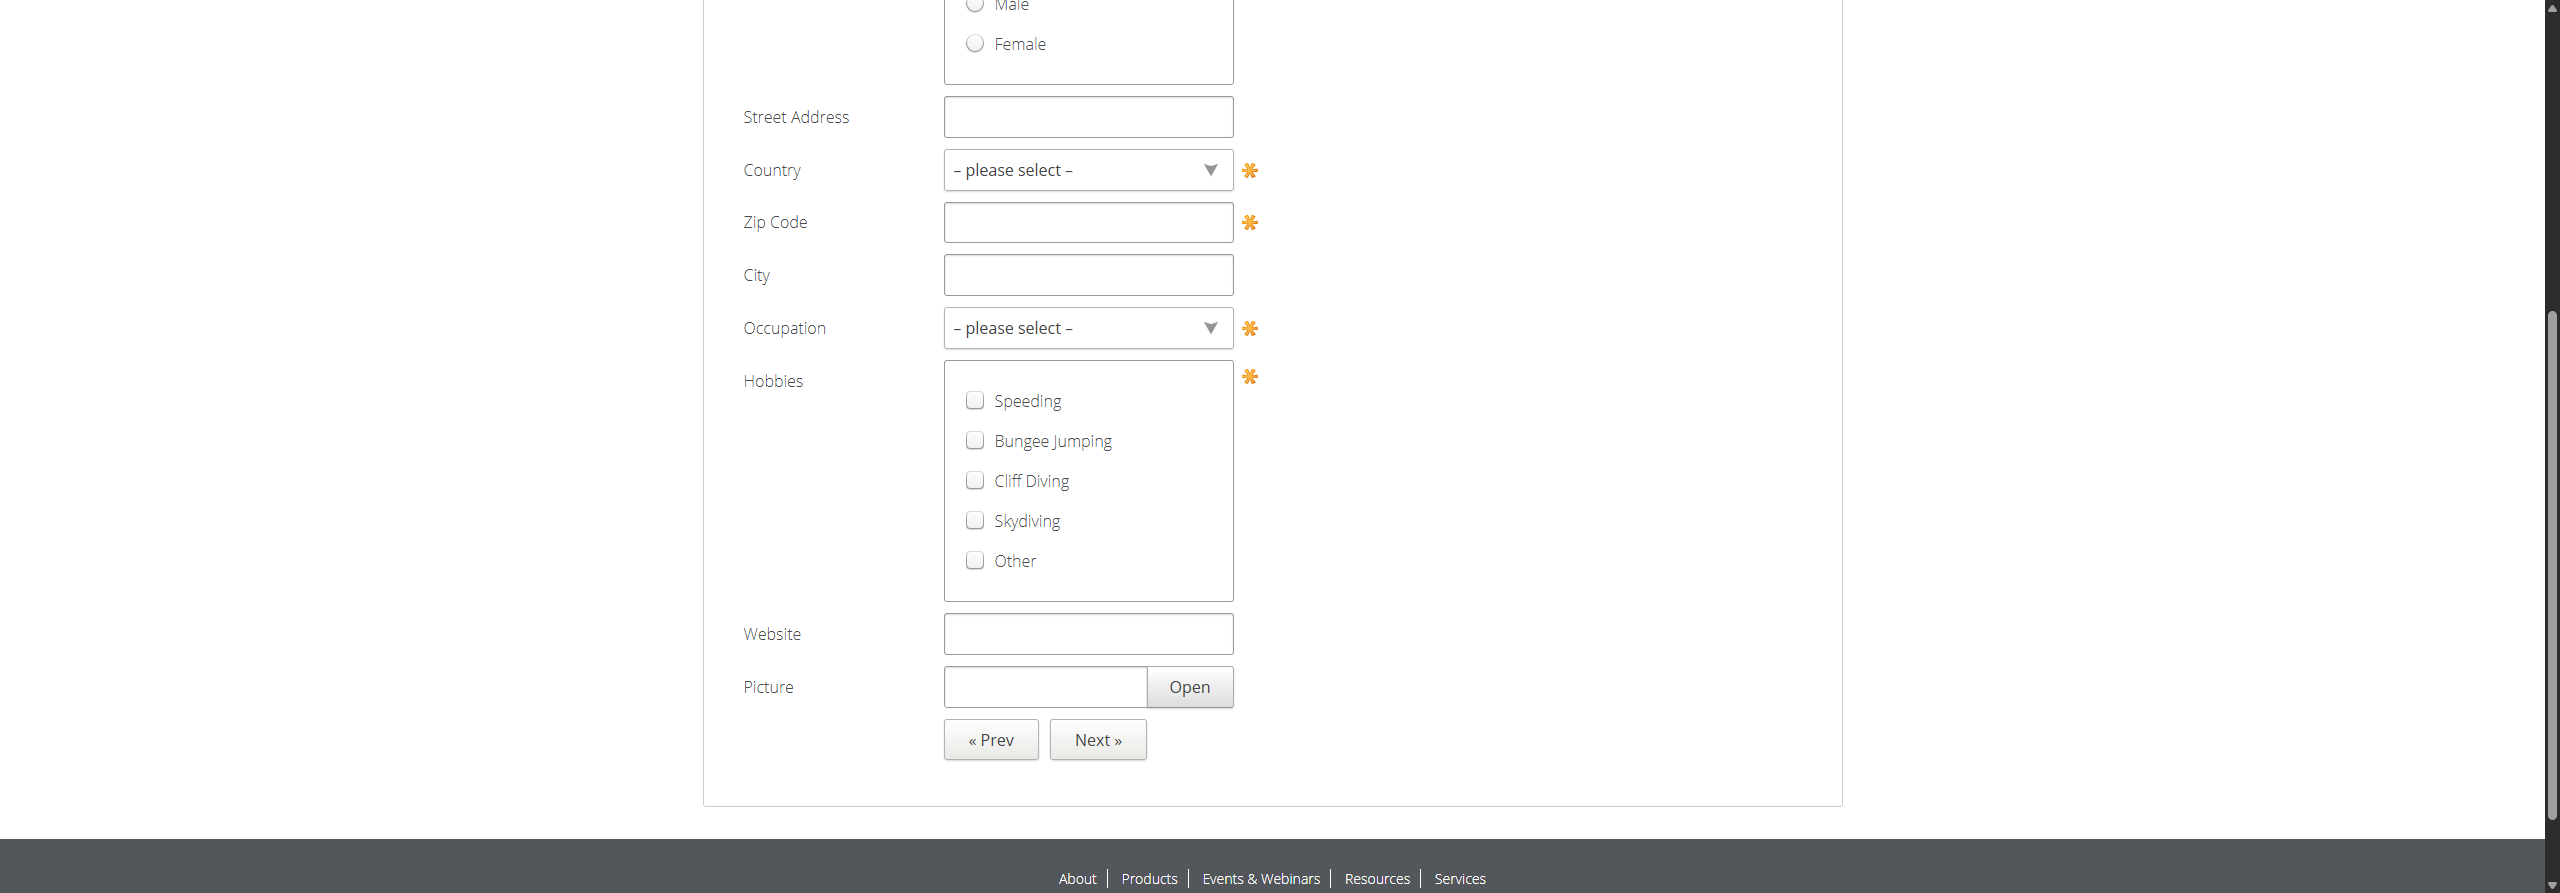 Male
Female
Street Address
Country – please select –
Zip Code
City
Occupation – please select –
Hobbies
Speeding
Bungee Jumping
Cliff Diving
Skydiving
Other
Website
Picture Open
« Prev Next »
About Products Events & Webinars Resources Services